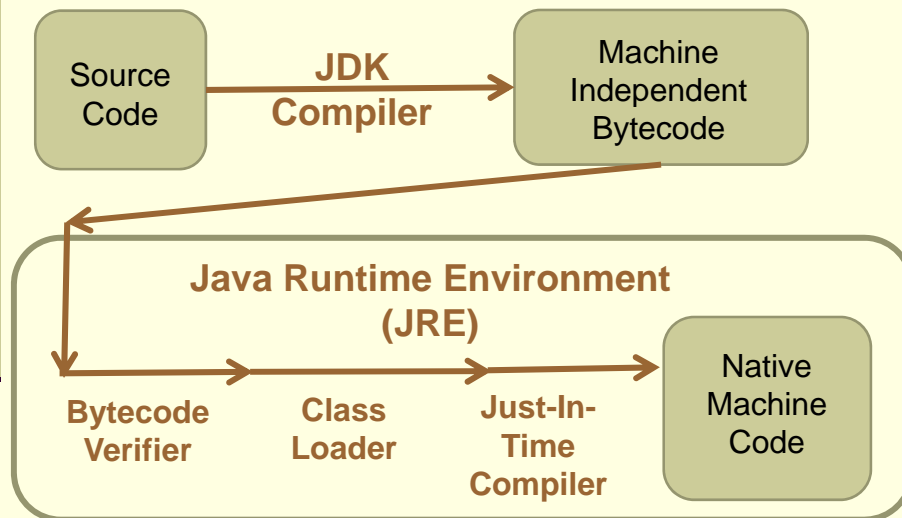 Source
Code
JDK
Compiler
Machine
Independent
Bytecode
Java Runtime Environment
(JRE)
Bytecode
Verifier
Class
Loader
Just-In-
Time
Compiler
Native
Machine
Code